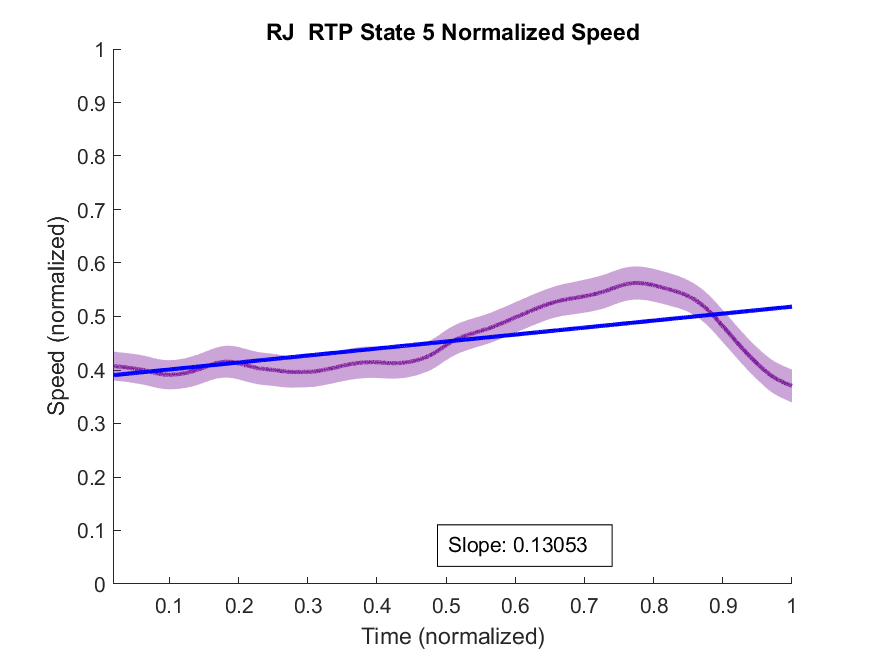 RJ  RTP State 5 Normalized Speed
1
0.9
0.8
0.7
0.6
0.5
0.4
0.3
0.2
0.1
0
Speed (normalized)
Slope: 0.13053
0.1 0.2 0.3 0.4 0.5 0.6 0.7 0.8 0.9 1
Time (normalized)